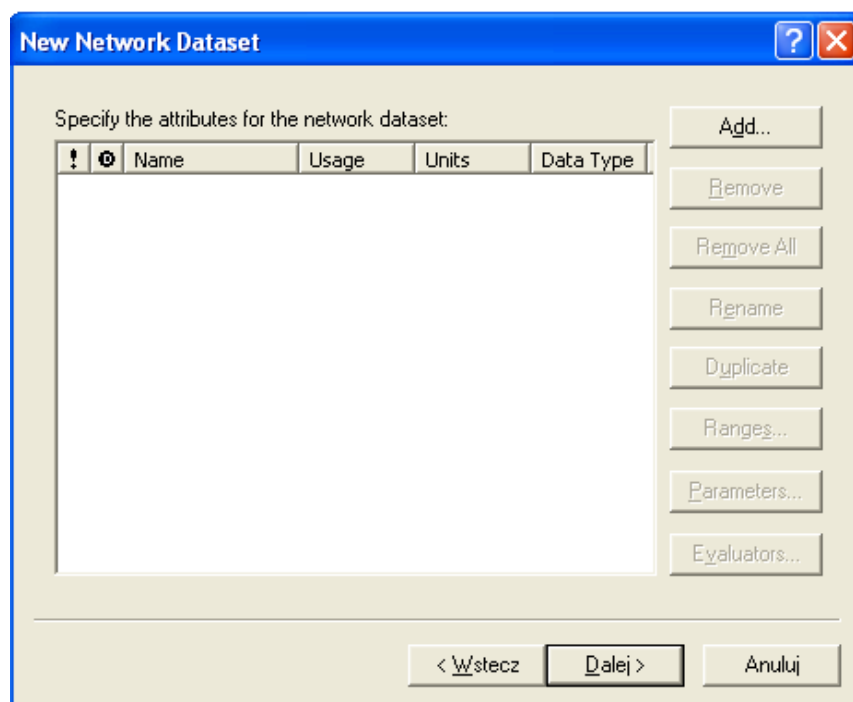 New Network Dataset
Specify the attributes for the network dataset:
! Name Usage Units Data Type
Add...
Remove
Remove All
Rename
Duplicate
Ranges...
Parameters...
Evaluators...
< Wstecz Dalej > Anuluj